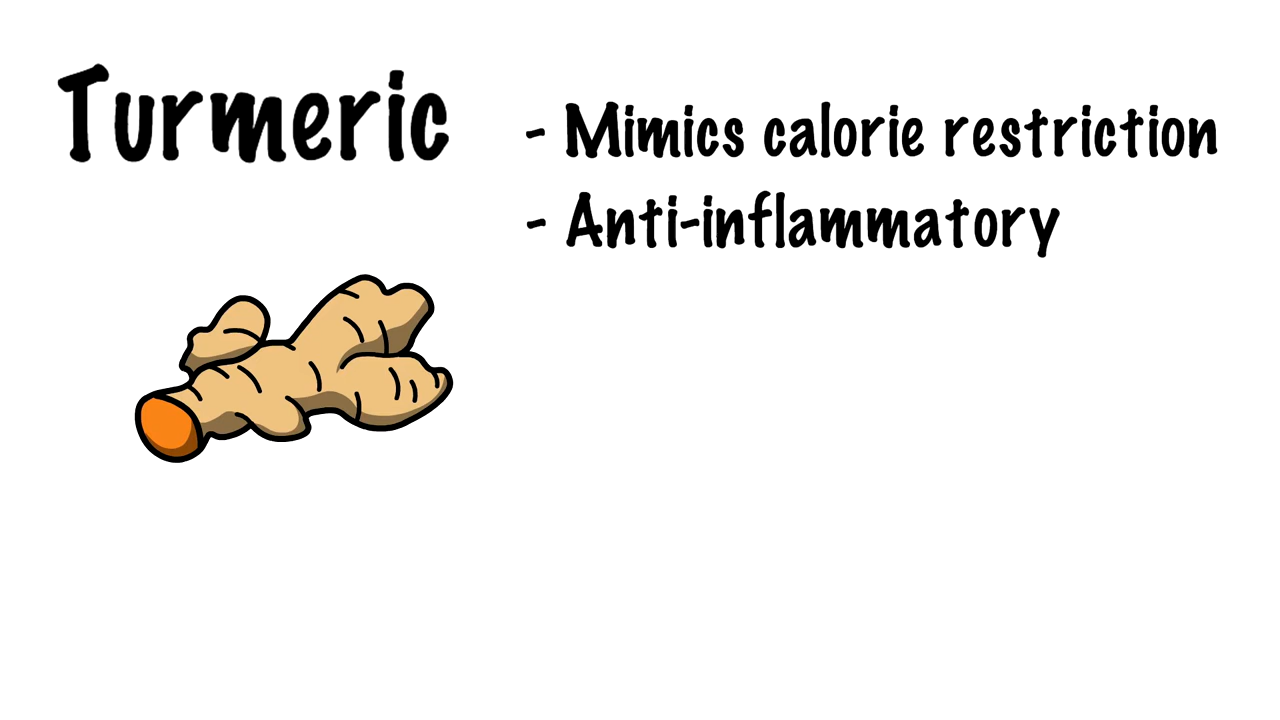 Turmeric
- Mimics calorie restriction
- Anti-inflammatory